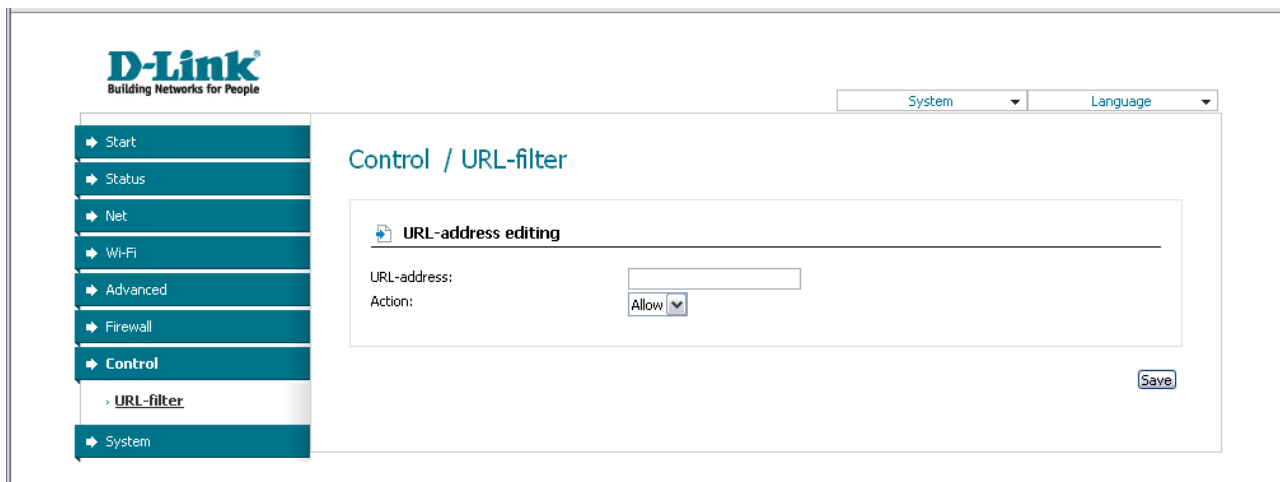 D-Link
Building Networks for People
System Language
Start
Status
Net
Wi-Fi
Advanced
Firewall
Control
URL-filter
System
Control / URL-filter
URL-address editing
URL-address:
Action: Allow
Save